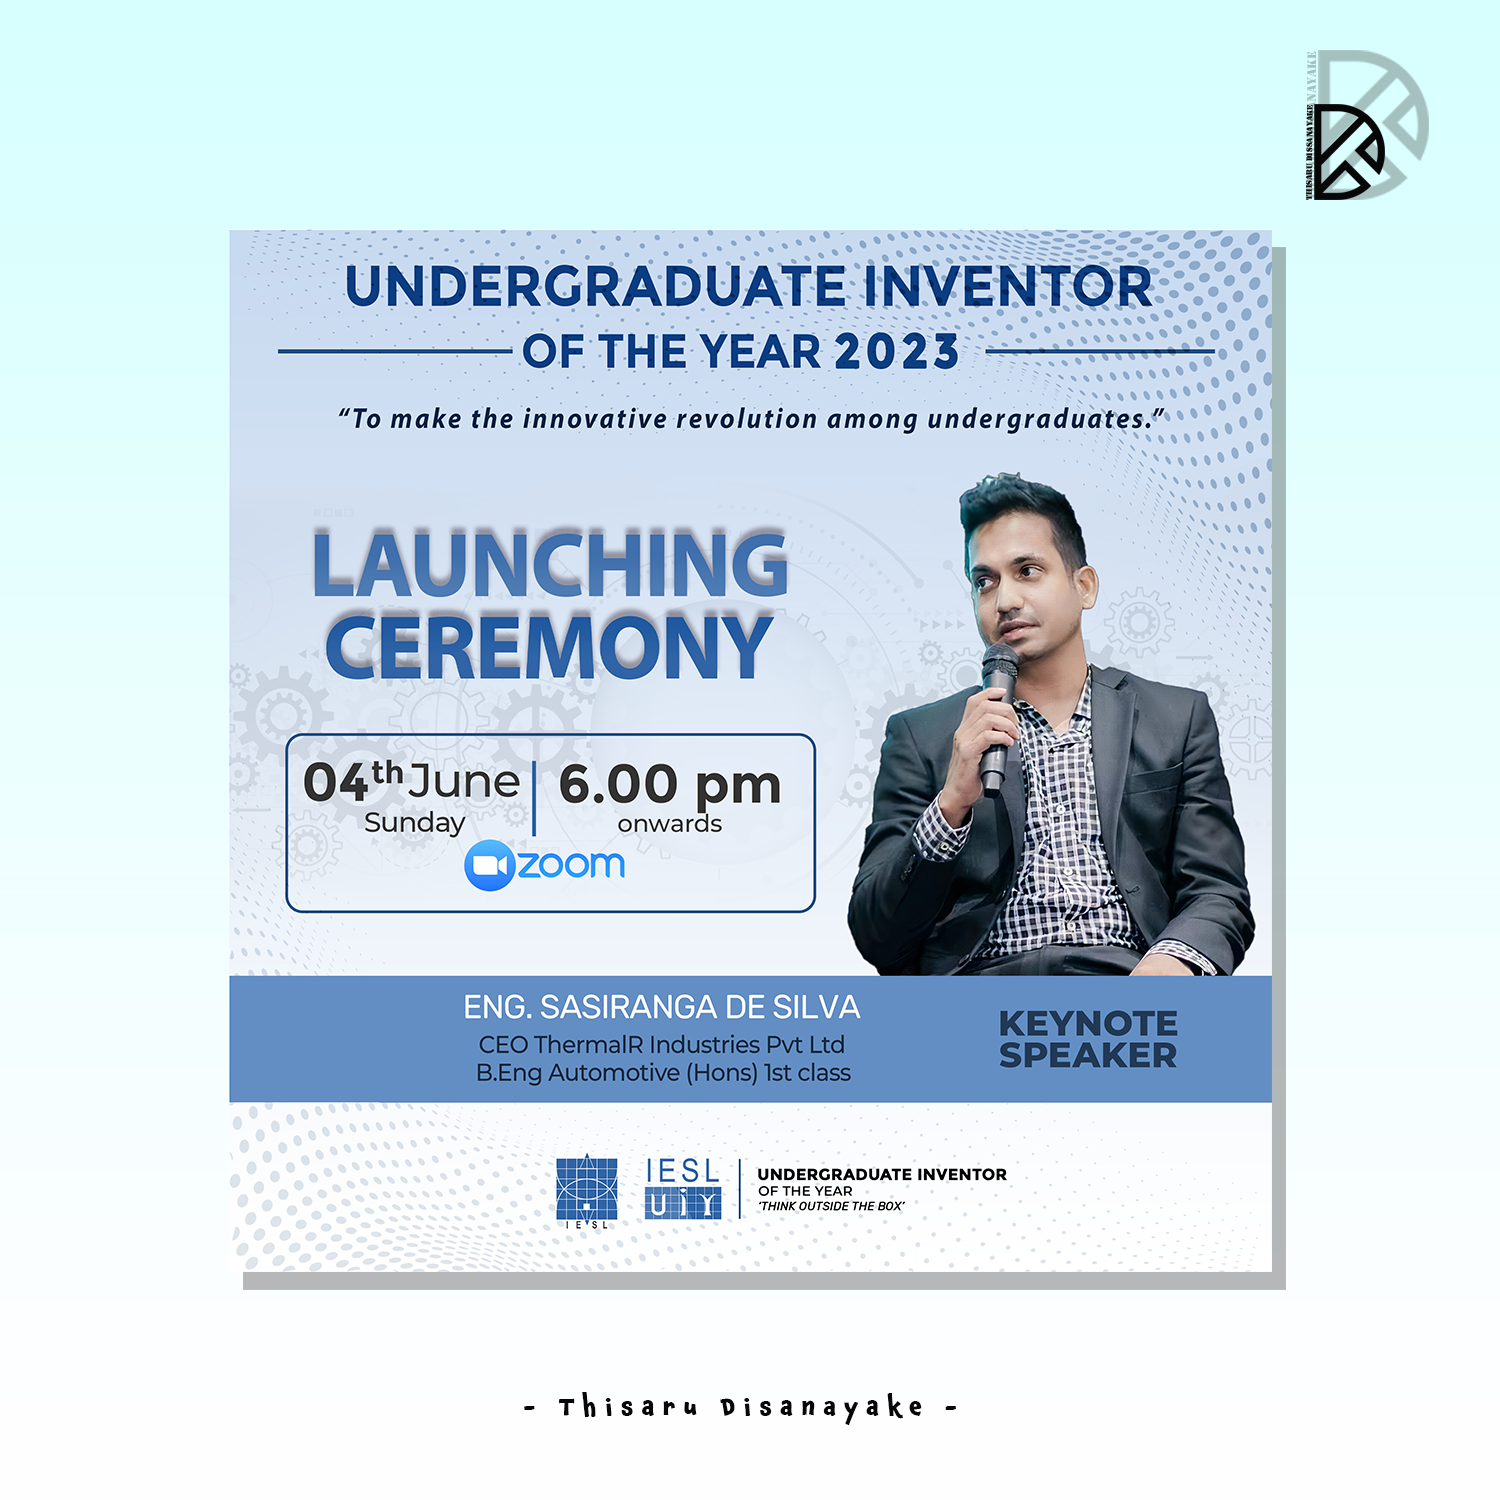 THISARU DISSANAYAKE
UNDERGRADUATE INVENTOR
OF THE YEAR 2023
“To make the innovative revolution among undergraduates.”
LAUNCHING
CEREMONY
04th June
Sunday
6.00 pm
onwards
zoom
ENG. SASIRANGA DE SILVA
CEO ThermalR Industries Pvt Ltd
B.Eng Automotive (Hons) 1st class
KEYNOTE
SPEAKER
IESL
IESL
UIY
UNDERGRADUATE INVENTOR
OF THE YEAR
‘THINK OUTSIDE THE BOX’
- Thisaru Disanayake -